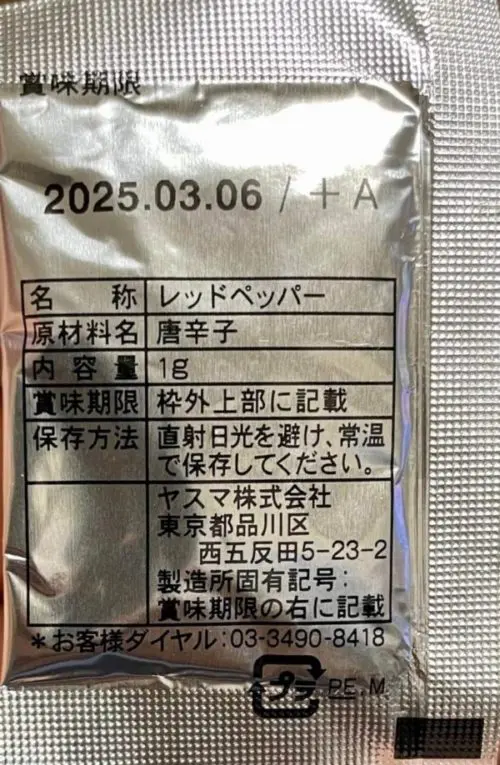 賞味期限
2025.03.06 / + A
名称 レッドペッパー
原材料名 唐辛子
内容量 1g
賞味期限 枠外上部に記載
保存方法 直射日光を避け、常温
で保存してください。
ヤスマ株式会社
東京都品川区
西五反田5-23-2
製造所固有記号:
賞味期限の右に記載
*お客様ダイヤル:03-3490-8418
プラ PE,M